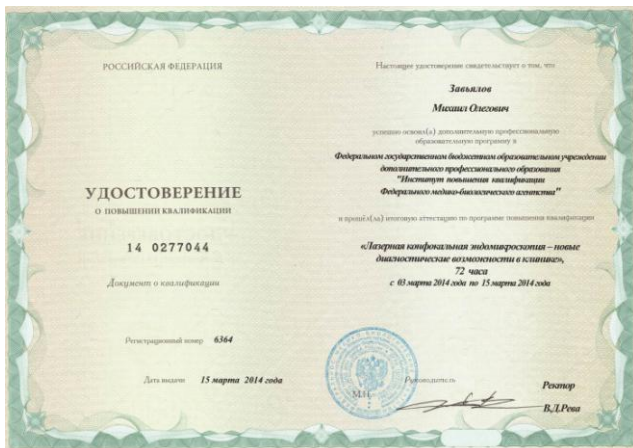 РОССИЙСКАЯ ФЕДЕРАЦИЯ
УДОСТОВЕРЕНИЕ
О ПОВЫШЕНИИ КВАЛИФИКАЦИИ
14 0277044
Документ о квалификации
Регистрационный номер 6364
Дата выдачи 15 марта 2014 года
Настоящее удостоверение свидетельствует о том, что
Завьялов
Михаил Олегович
успешно освоил(а) дополнительную профессиональную
образовательную программу в
Федеральном государственном бюджетном образовательном учреждении
дополнительного профессионального образования
"Институт повышения квалификации
Федерального медико-биологического агентства"
и прошёл(ла) итоговую аттестацию по программе повышения квалификации
«Лазерная конфокальная эндомикроскопия – новые
диагностические возможности в клинике»,
72 часа
с 03 марта 2014 года по 15 марта 2014 года
М.П.
Руководитель
Ректор
В.Д.Рева